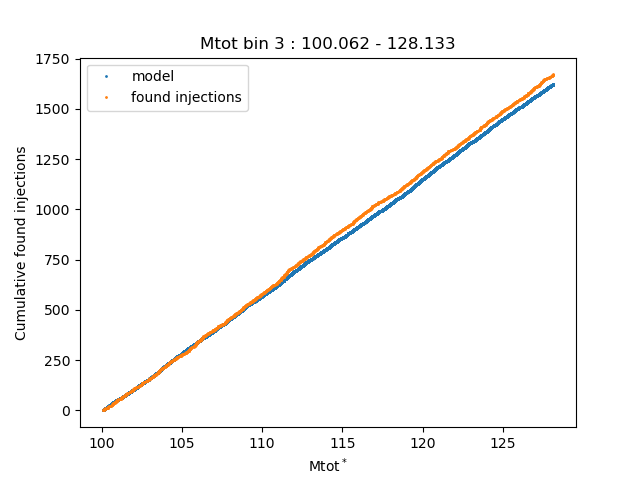 Mtot bin 3 : 100.062 - 128.133
model
found injections
1750
1500
1250
1000
750
500
250
0
Cumulative found injections
100 105 110 115 120 125
Mtot*